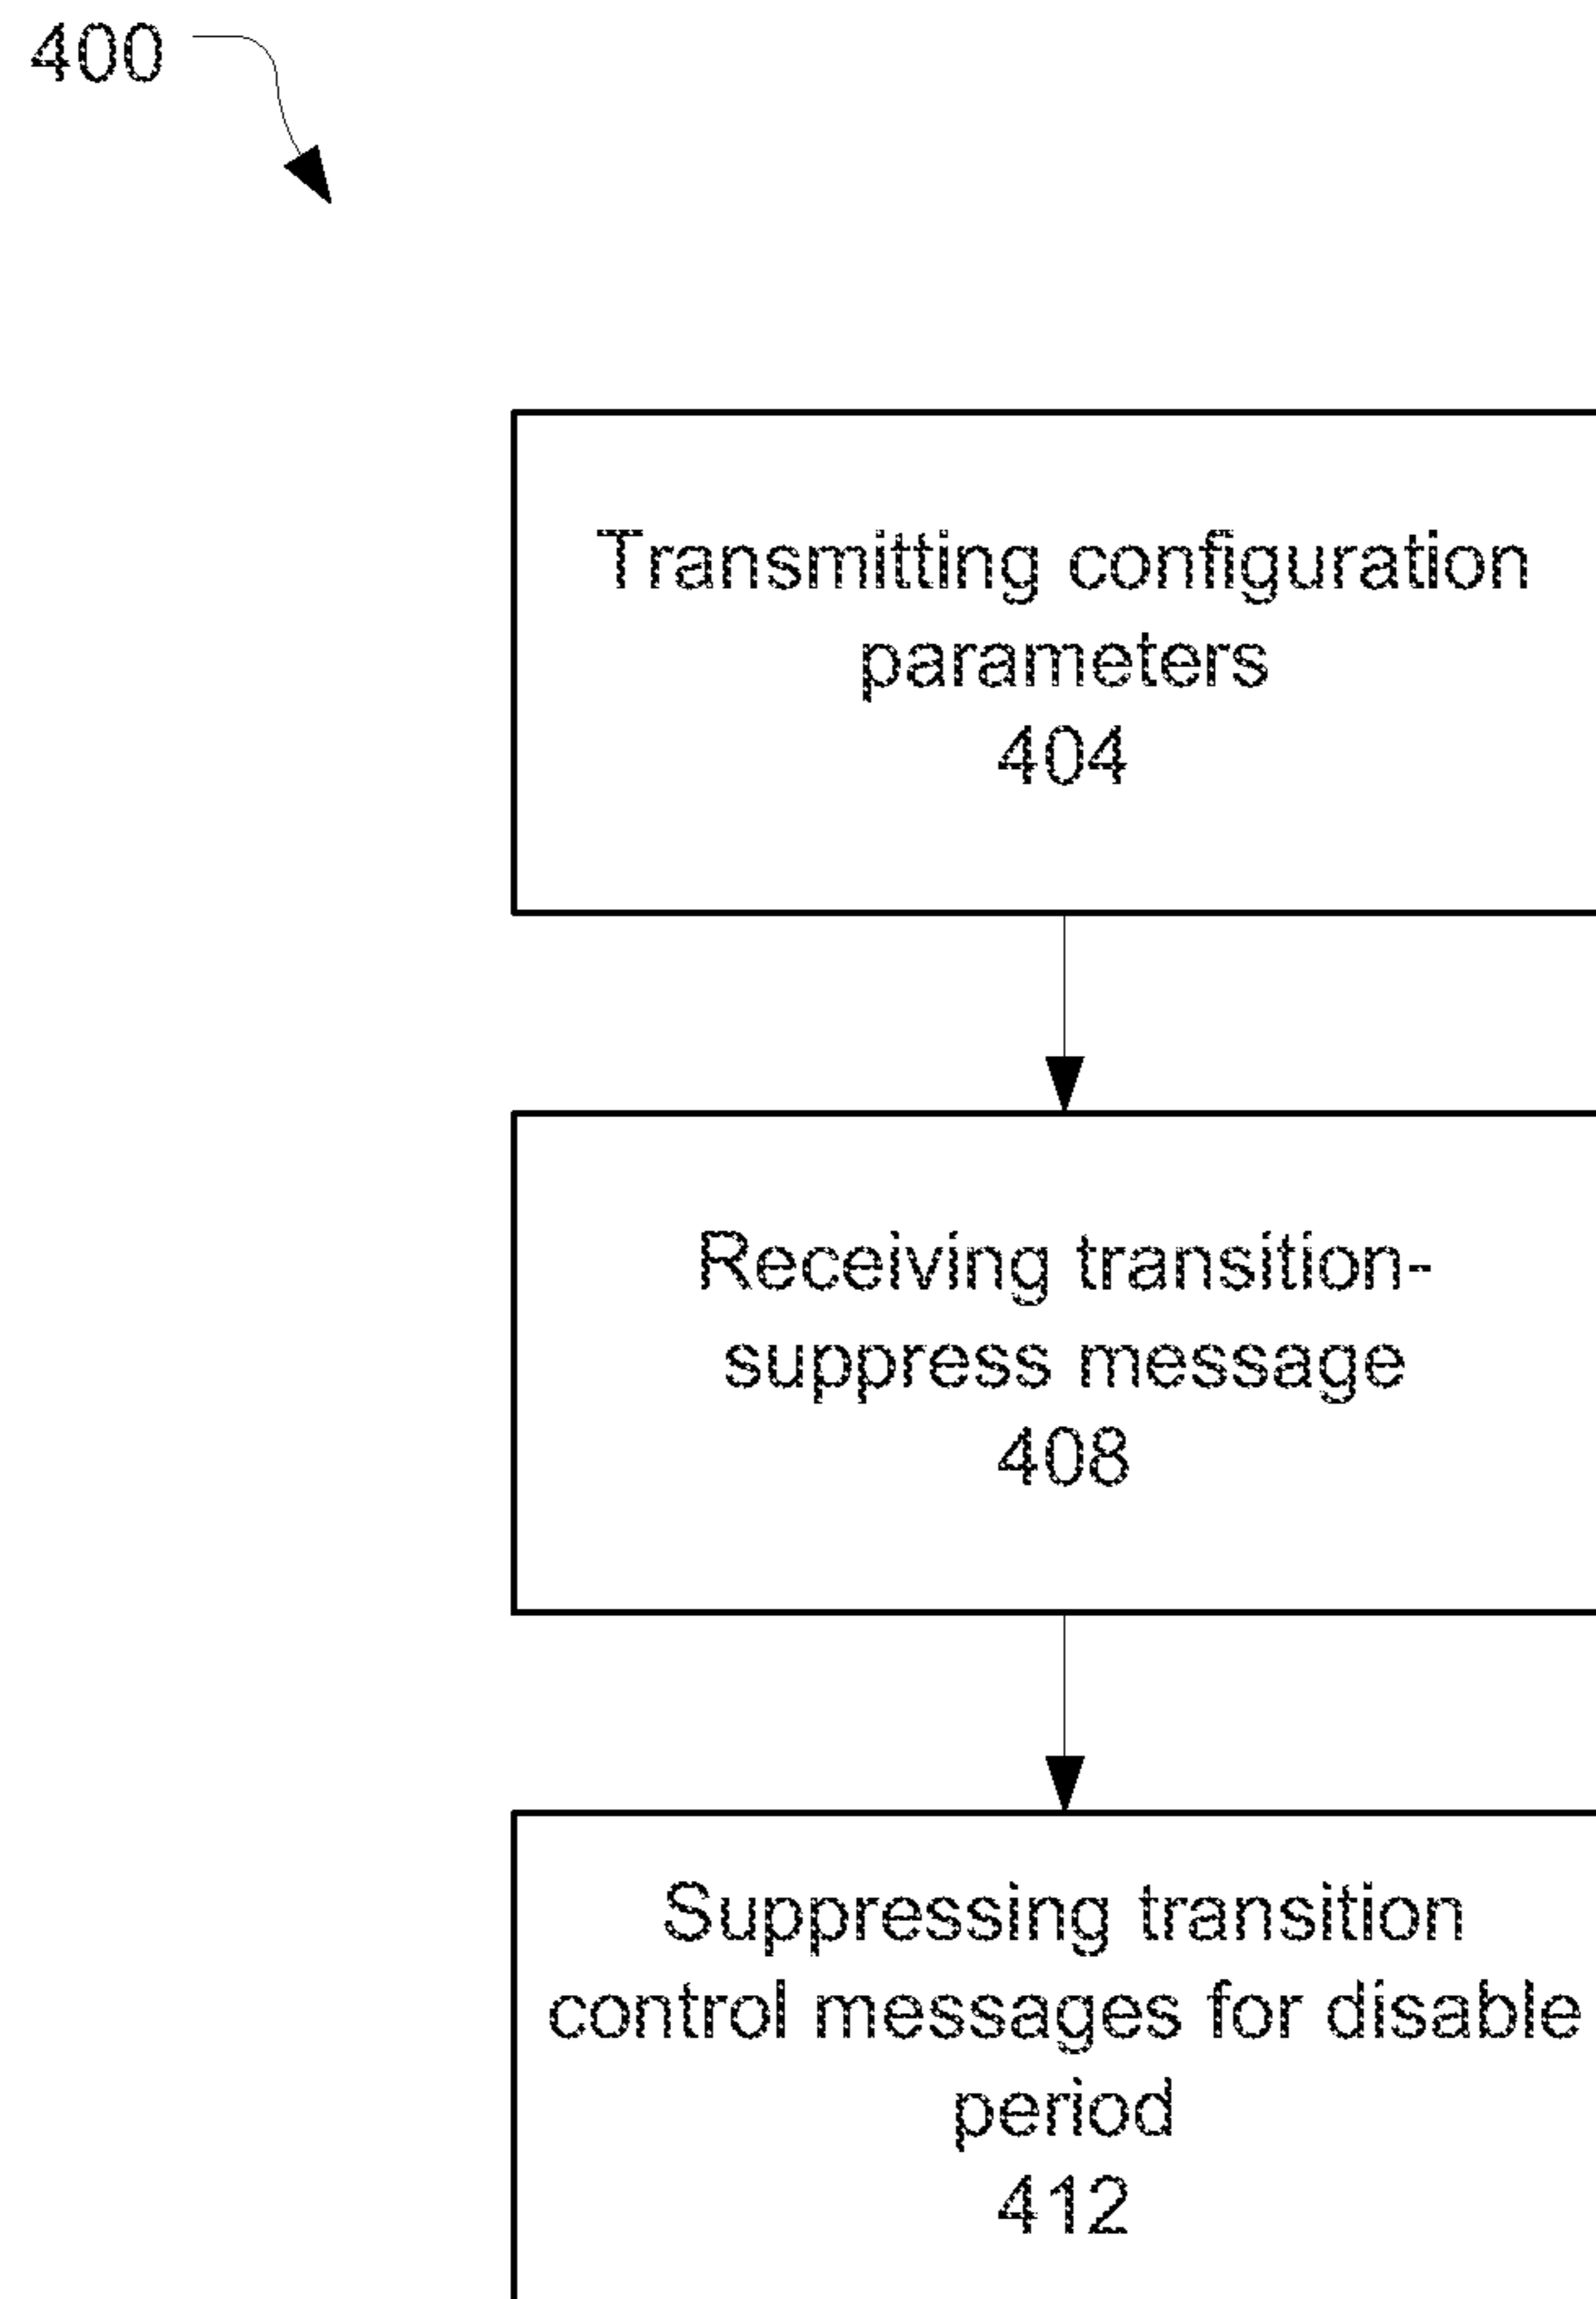 400
Transmitting configuration
parameters
404
Receiving transition-
suppress message
408
Suppressing transition
control messages for disable
period
412